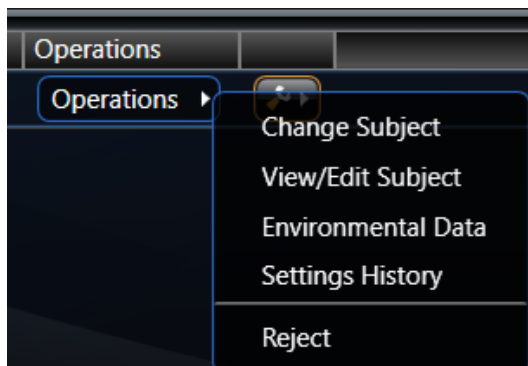 Operations
Operations
Change Subject
View/Edit Subject
Environmental Data
Settings History
Reject